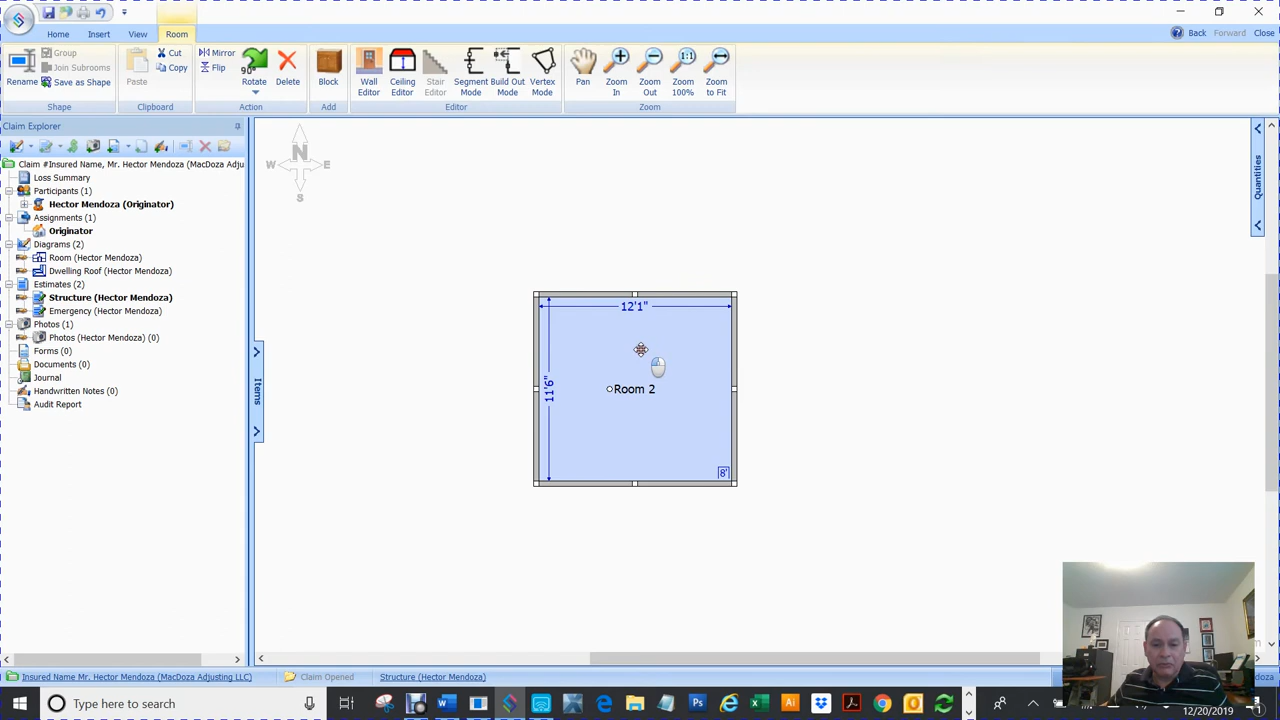 Home Insert View Room
Back Forward Close
Rename
Group
Join Subrooms
Save as Shape
Shape
Paste
Cut
Copy
Clipboard
Mirror
Flip
90°
Rotate
Delete
Action
Block
Add
Wall Editor
Ceiling Editor
Stair Editor
Segment Mode
Build Out Mode
Vertex Mode
Editor
Pan
Zoom In
Zoom Out
1:1
Zoom 100%
Zoom to Fit
Zoom
Claim Explorer
Claim #Insured Name, Mr. Hector Mendoza (MacDoza Adju
Loss Summary
Participants (1)
Hector Mendoza (Originator)
Assignments (1)
Originator
Diagrams (2)
Room (Hector Mendoza)
Dwelling Roof (Hector Mendoza)
Estimates (2)
Structure (Hector Mendoza)
Emergency (Hector Mendoza)
Photos (1)
Photos (Hector Mendoza) (0)
Forms (0)
Documents (0)
Journal
Handwritten Notes (0)
Audit Report
N
W E
S
Items
Quantities
12'1"
11'6"
Room 2
8'
Insured Name Mr. Hector Mendoza (MacDoza Adjusting LLC)
Claim Opened
Structure (Hector Mendoza)
Type here to search
12/20/2019